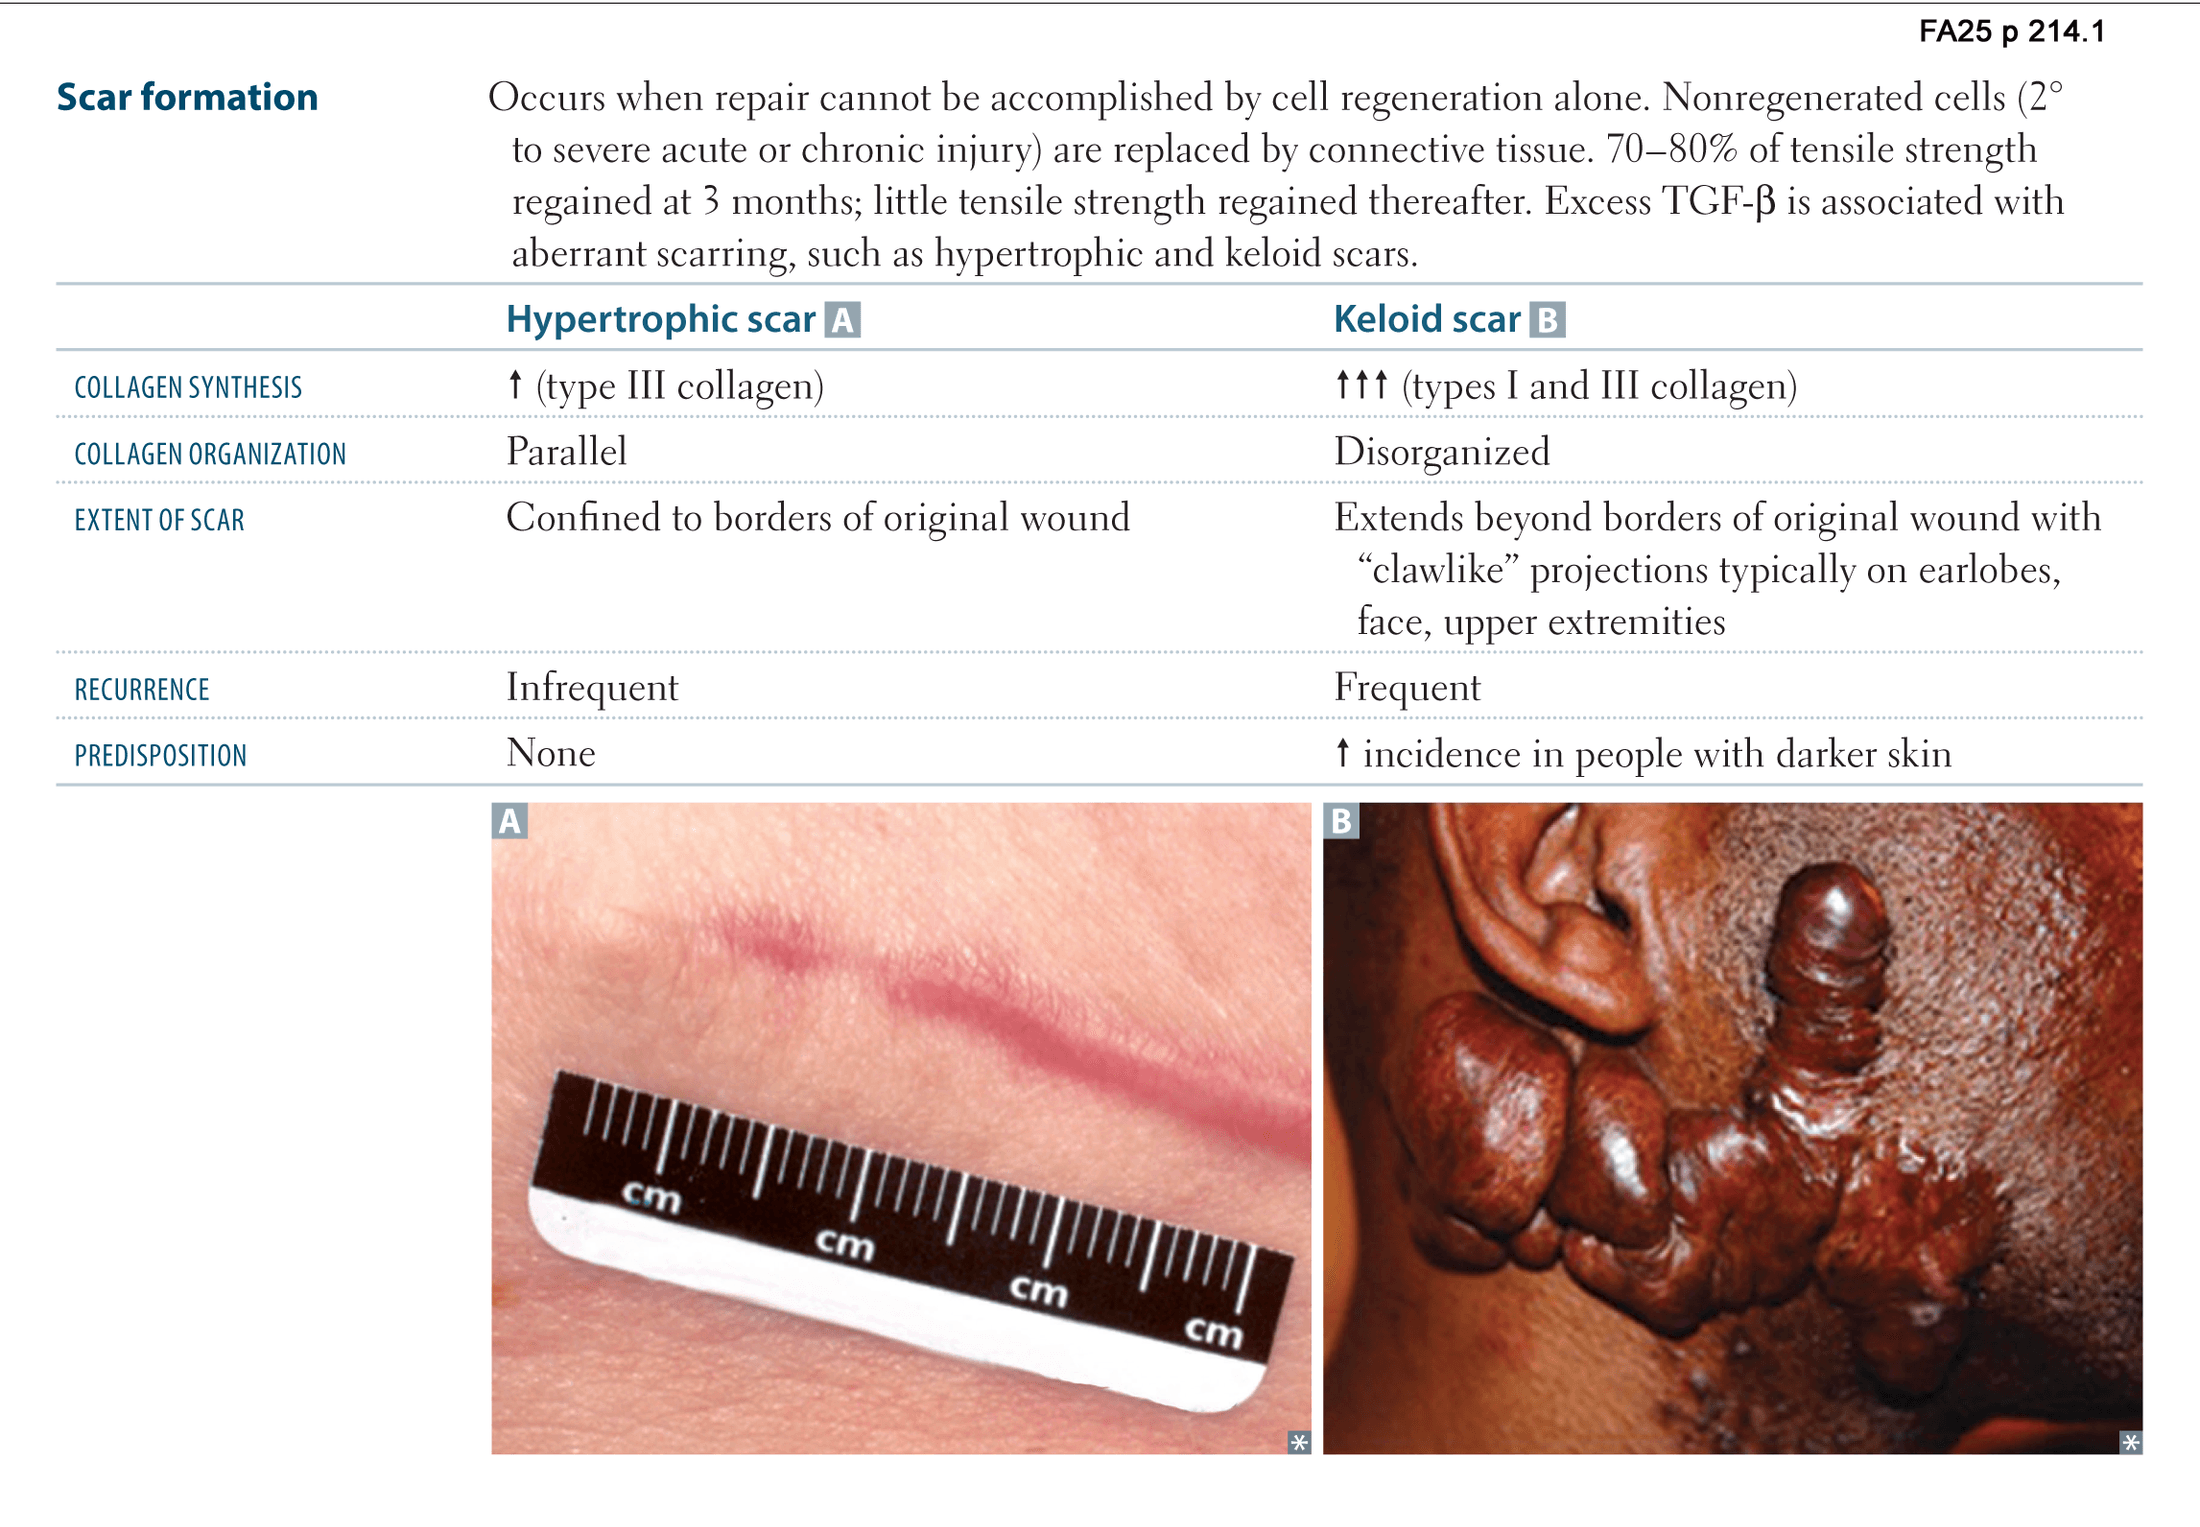 FA25 p 214.1
Scar formation
Occurs when repair cannot be accomplished by cell regeneration alone. Nonregenerated cells (2°
to severe acute or chronic injury) are replaced by connective tissue. 70–80% of tensile strength
regained at 3 months; little tensile strength regained thereafter. Excess TGF-β is associated with
aberrant scarring, such as hypertrophic and keloid scars.
Hypertrophic scar A
Keloid scar B
COLLAGEN SYNTHESIS
↑ (type III collagen)
↑↑↑ (types I and III collagen)
COLLAGEN ORGANIZATION
Parallel
Disorganized
EXTENT OF SCAR
Confined to borders of original wound
Extends beyond borders of original wound with
“clawlike” projections typically on earlobes,
face, upper extremities
RECURRENCE
Infrequent
Frequent
PREDISPOSITION
None
↑ incidence in people with darker skin
A
B
cm
cm
cm
cm
*
*